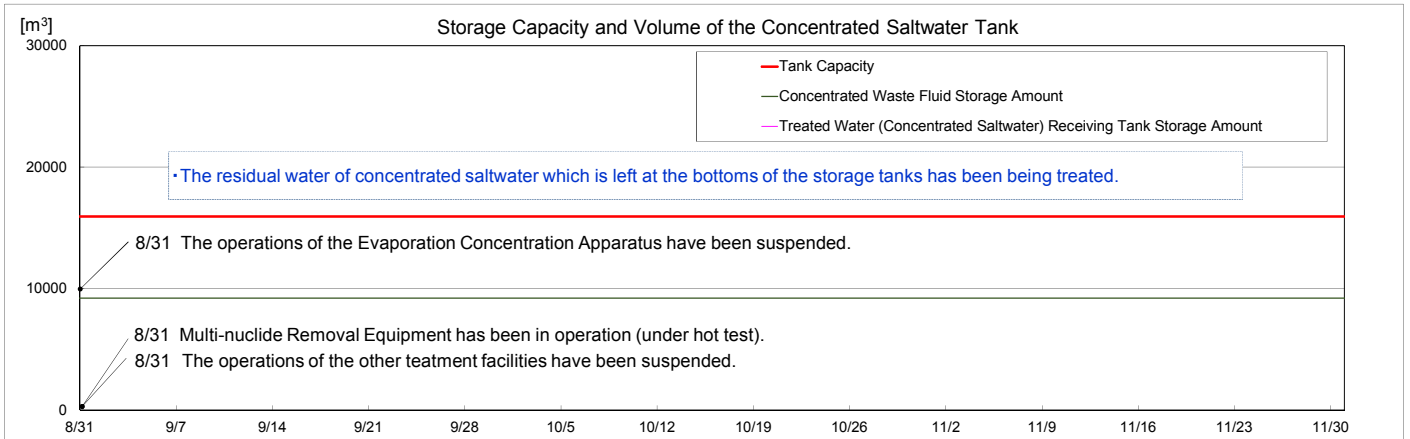 [m³]
Storage Capacity and Volume of the Concentrated Saltwater Tank
30000
Tank Capacity
Concentrated Waste Fluid Storage Amount
Treated Water (Concentrated Saltwater) Receiving Tank Storage Amount
20000
・The residual water of concentrated saltwater which is left at the bottoms of the storage tanks has been being treated.
8/31 The operations of the Evaporation Concentration Apparatus have been suspended.
10000
8/31 Multi-nuclide Removal Equipment has been in operation (under hot test).
8/31 The operations of the other teatment facilities have been suspended.
0
8/31 9/7 9/14 9/21 9/28 10/5 10/12 10/19 10/26 11/2 11/9 11/16 11/23 11/30